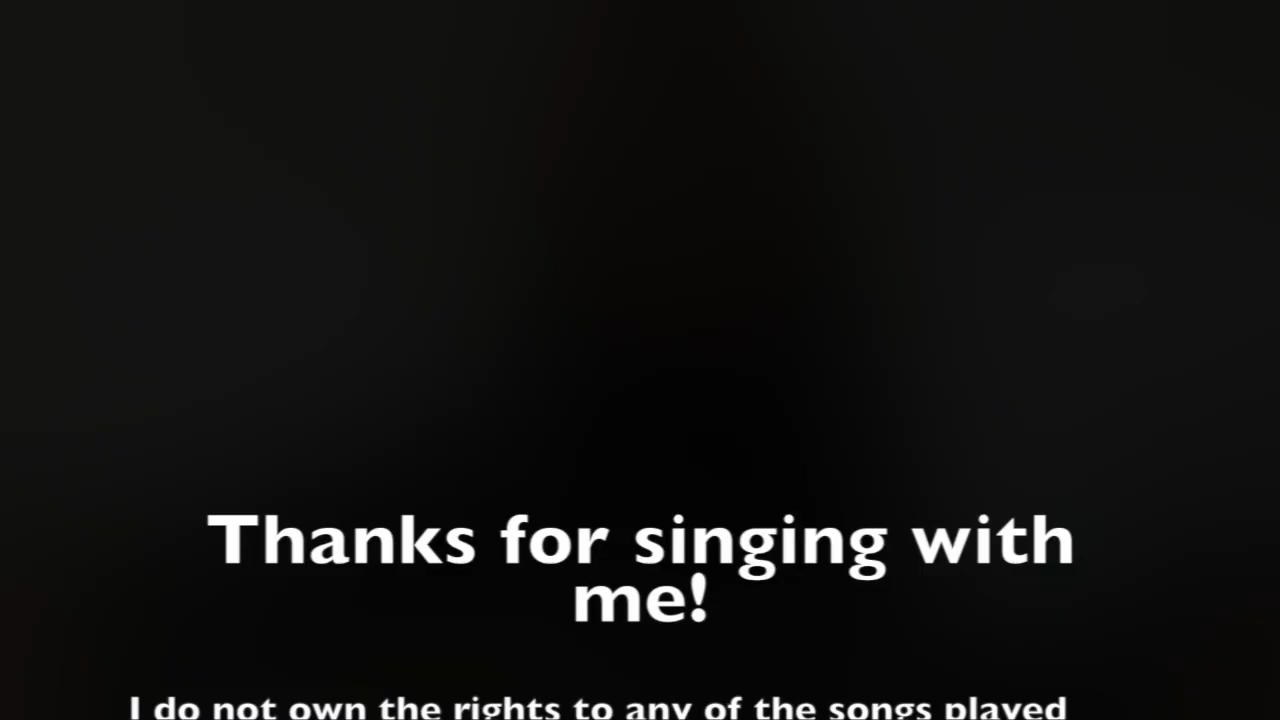 Thanks for singing with
me!
I do not own the rights to any of the songs played